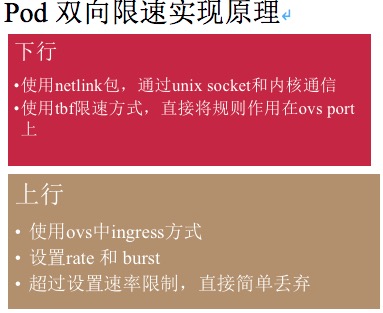 Pod 双向限速实现原理↵
下行
•使用netlink包，通过unix socket和内核通信
•使用tbf限速方式，直接将规则作用在ovs port
上
上行
• 使用ovs中ingress方式
• 设置rate 和 burst
• 超过设置速率限制，直接简单丢弃